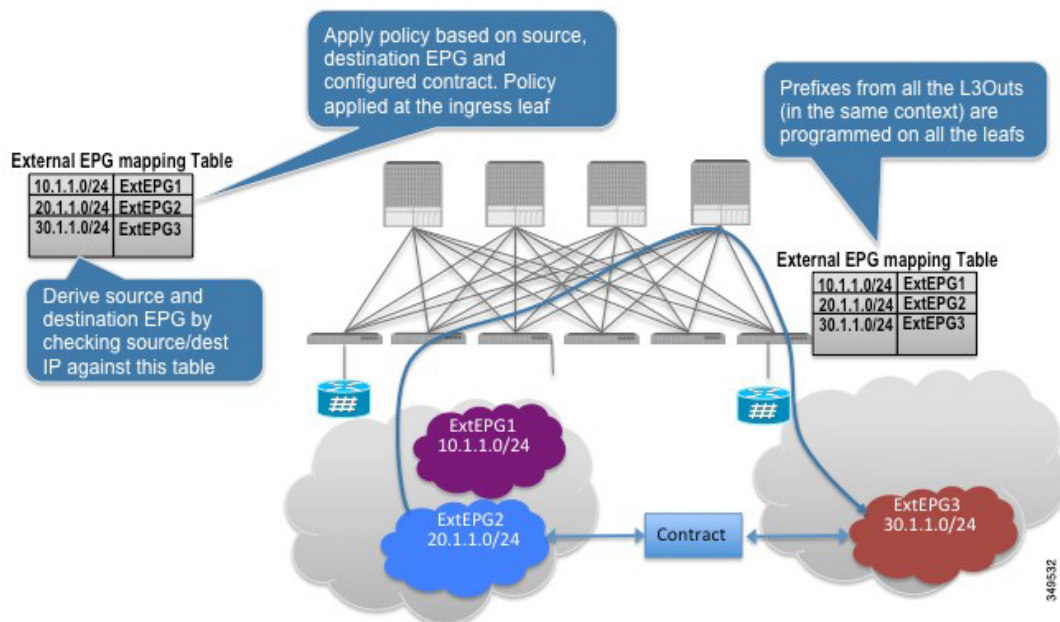 Apply policy based on source,
destination EPG and
configured contract. Policy
applied at the ingress leaf
Prefixes from all the L3Outs
(in the same context) are
programmed on all the leafs
External EPG mapping Table
10.1.1.0/24 ExtEPG1
20.1.1.0/24 ExtEPG2
30.1.1.0/24 ExtEPG3
Derive source and
destination EPG by
checking source/dest
IP against this table
External EPG mapping Table
10.1.1.0/24 ExtEPG1
20.1.1.0/24 ExtEPG2
30.1.1.0/24 ExtEPG3
ExtEPG1
10.1.1.0/24
ExtEPG2
20.1.1.0/24
Contract
ExtEPG3
30.1.1.0/24
349532